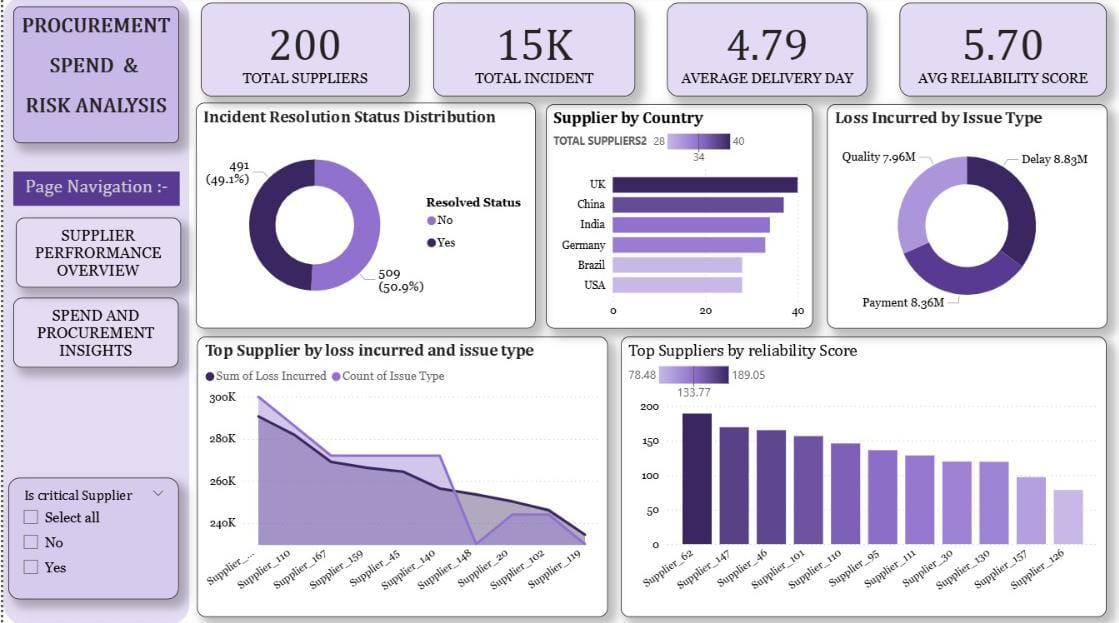 PROCUREMENT
SPEND &
RISK ANALYSIS
Page Navigation :-
SUPPLIER
PERFRORMANCE
OVERVIEW
SPEND AND
PROCUREMENT
INSIGHTS
Is critical Supplier
Select all
No
Yes
200
TOTAL SUPPLIERS
15K
TOTAL INCIDENT
4.79
AVERAGE DELIVERY DAY
5.70
AVG RELIABILITY SCORE
Incident Resolution Status Distribution
491
(49.1%)
509
(50.9%)
Resolved Status
No
Yes
Supplier by Country
TOTAL SUPPLIERS2 28 40
34
UK
China
India
Germany
Brazil
USA
0 20 40
Loss Incurred by Issue Type
Quality 7.96M
Delay 8.83M
Payment 8.36M
Top Supplier by loss incurred and issue type
Sum of Loss Incurred Count of Issue Type
300K
280K
260K
240K
Supplier_...
Supplier_110
Supplier_167
Supplier_159
Supplier_45
Supplier_140
Supplier_148
Supplier_20
Supplier_102
Supplier_119
Top Suppliers by reliability Score
78.48 189.05
133.77
200
150
100
50
0
Supplier_62
Supplier_147
Supplier_46
Supplier_101
Supplier_110
Supplier_95
Supplier_111
Supplier_30
Supplier_130
Supplier_157
Supplier_126